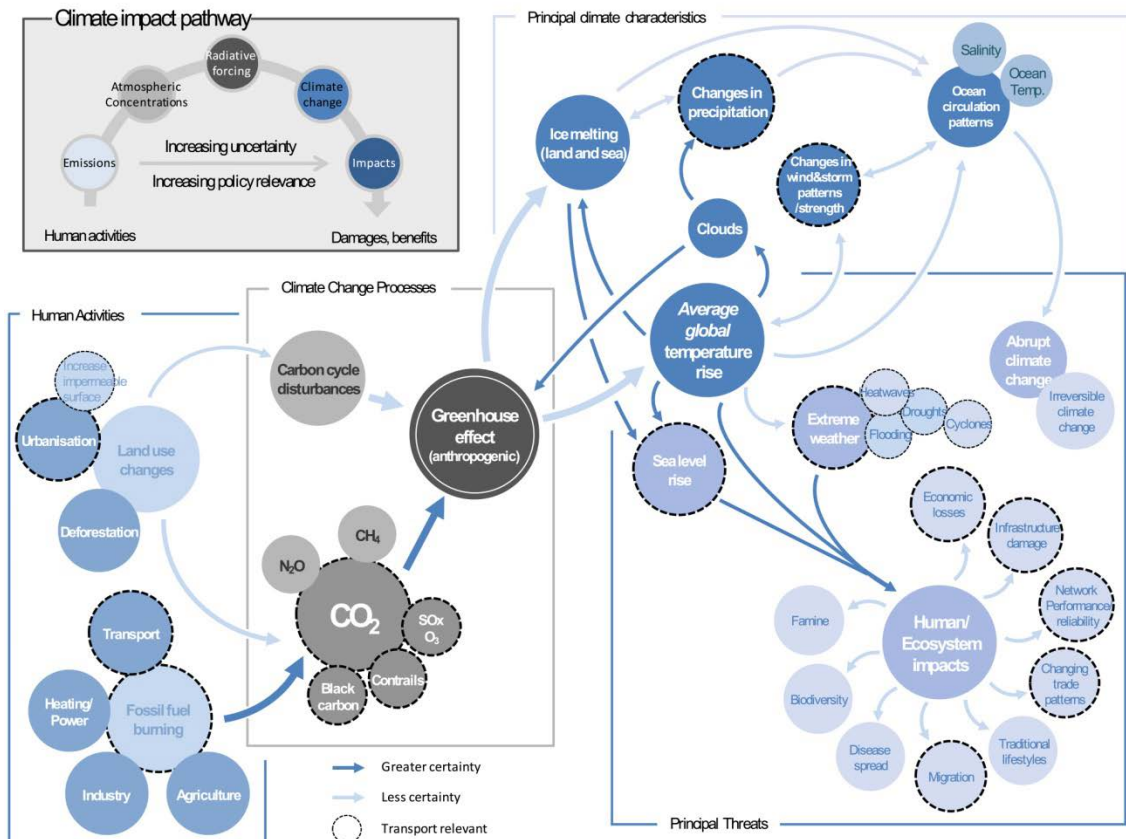 Climate impact pathway
Radiative
forcing
Atmospheric
Concentrations
Climate
change
Emissions
Increasing uncertainty
Increasing policy relevance
Impacts
Human activities
Damages, benefits
Principal climate characteristics
Salinity
Ocean
Temp.
Ocean
circulation
patterns
Changes in
precipitation
Ice melting
(land and sea)
Changes in
wind&storm
patterns
/strength
Clouds
Average
global
temperature
rise
Human Activities
Increase
impermeable
surface
Urbanisation
Land use
changes
Deforestation
Transport
Heating/
Power
Fossil fuel
burning
Industry
Agriculture
Climate Change Processes
Carbon cycle
disturbances
Greenhouse
effect
(anthropogenic)
CH4
N2O
CO2
SOx
O3
Black
carbon
Contrails
Greater certainty
Less certainty
Transport relevant
Abrupt
climate
change
Irreversible
climate
change
Extreme
weather
Heatwaves
Droughts
Flooding
Cyclones
Sea level
rise
Economic
losses
Infrastructure
damage
Network
Performance/
reliability
Changing
trade
patterns
Human/
Ecosystem
impacts
Famine
Biodiversity
Disease
spread
Migration
Traditional
lifestyles
Principal Threats